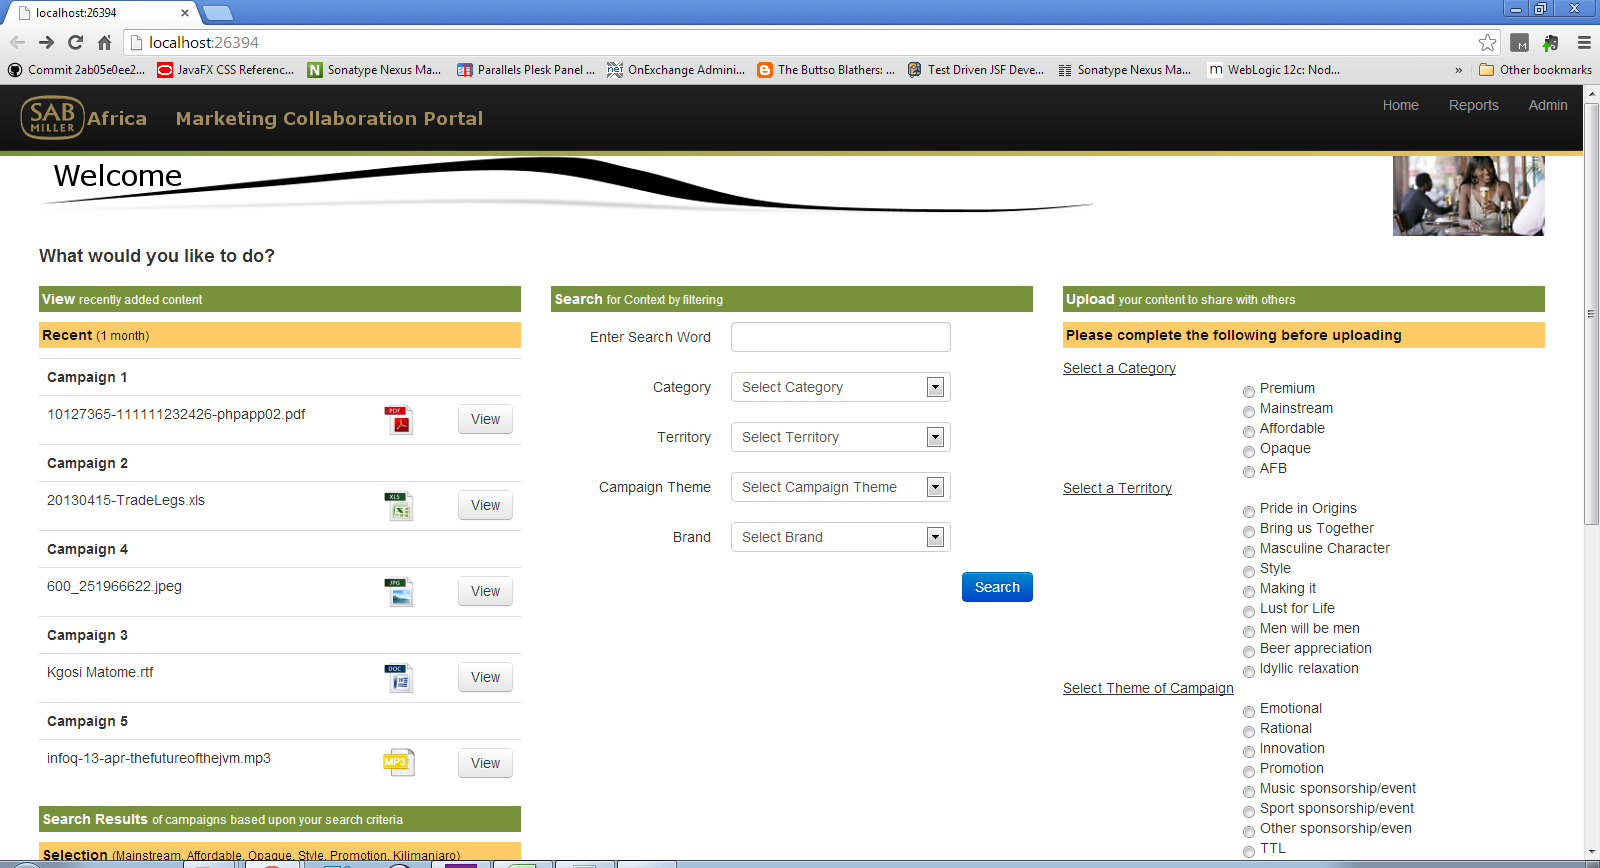 localhost:26394
localhost:26394
Commit 2ab05e0ee2... JavaFX CSS Referenc... Sonatype Nexus Ma... Parallels Plesk Panel ... OnExchange Admini... The Buttso Blathers: ... Test Driven JSF Deve... Sonatype Nexus Ma... WebLogic 12c: Nod... » Other bookmarks
SAB MILLER Africa Marketing Collaboration Portal Home Reports Admin
Welcome
What would you like to do?
View recently added content
Recent (1 month)
Campaign 1
10127365-111111232426-phpapp02.pdf PDF View
Campaign 2
20130415-TradeLegs.xls XLS View
Campaign 4
600_251966622.jpeg JPG View
Campaign 3
Kgosi Matome.rtf DOC View
Campaign 5
infoq-13-apr-thefutureofthejvm.mp3 MP3 View
Search Results of campaigns based upon your search criteria
Selection (Mainstream, Affordable, Opaque, Style, Promotion, Kilimanjaro)
Search for Context by filtering
Enter Search Word
Category Select Category
Territory Select Territory
Campaign Theme Select Campaign Theme
Brand Select Brand
Search
Upload your content to share with others
Please complete the following before uploading
Select a Category
Premium
Mainstream
Affordable
Opaque
AFB
Select a Territory
Pride in Origins
Bring us Together
Masculine Character
Style
Making it
Lust for Life
Men will be men
Beer appreciation
Idyllic relaxation
Select Theme of Campaign
Emotional
Rational
Innovation
Promotion
Music sponsorship/event
Sport sponsorship/event
Other sponsorship/even
TTL